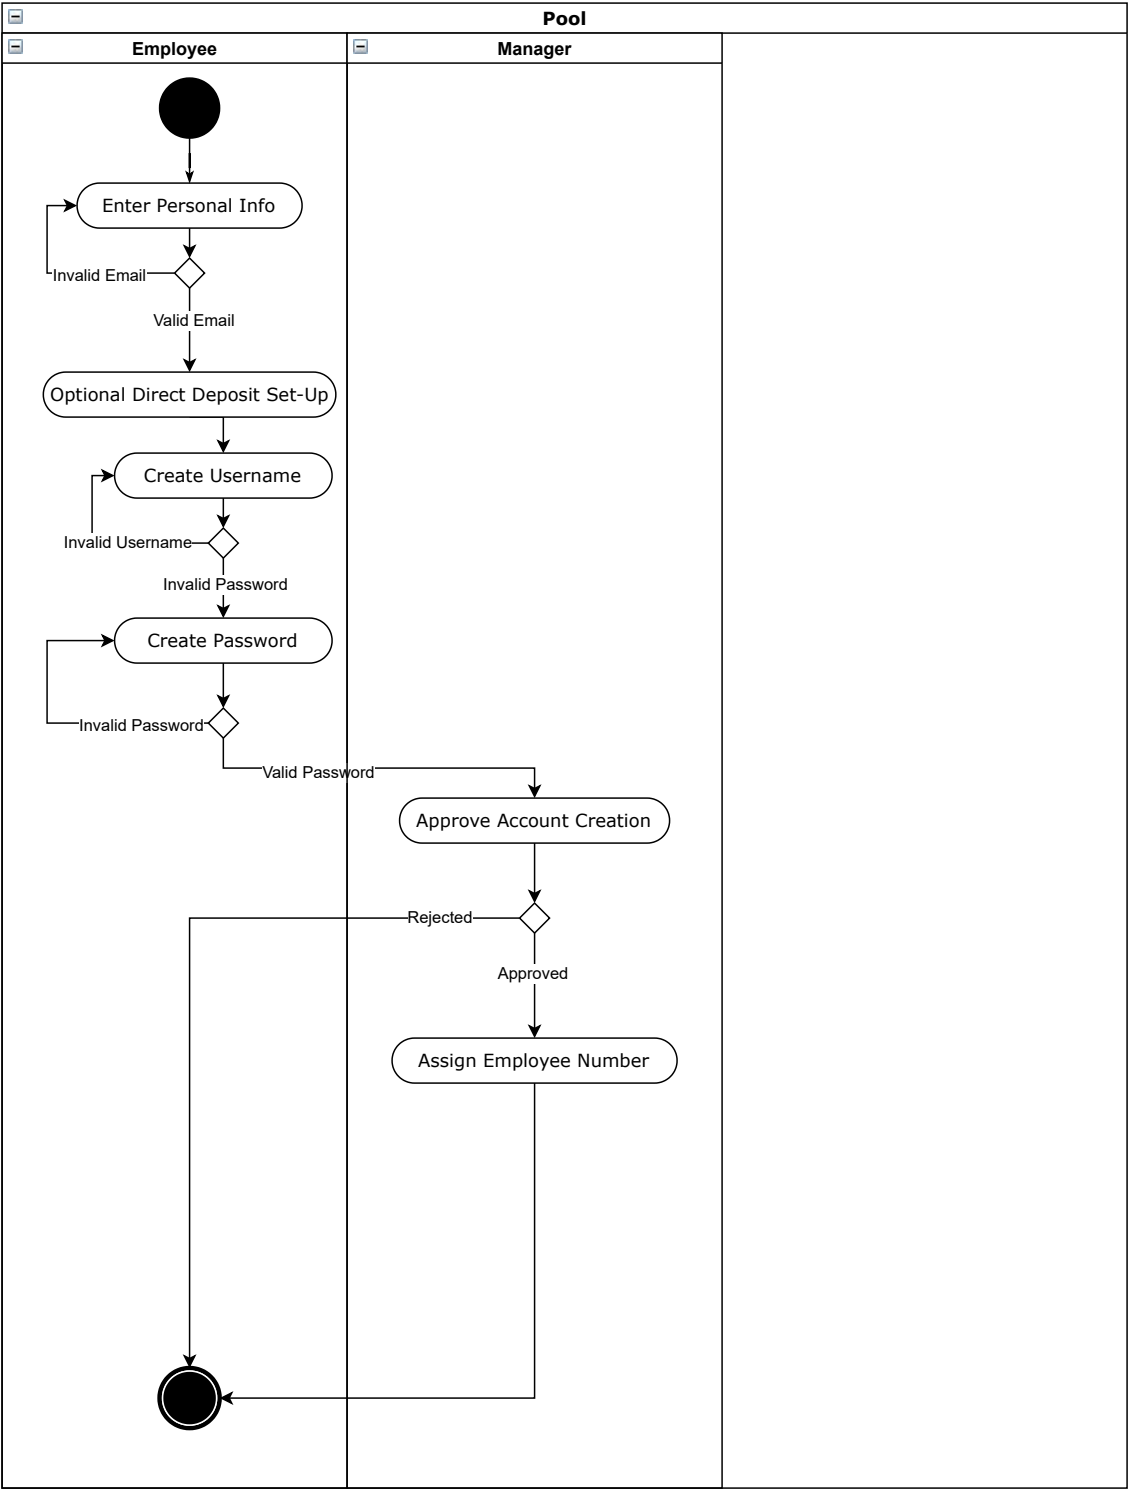 Pool
Employee
Manager
Enter Personal Info
Invalid Email
Valid Email
Optional Direct Deposit Set-Up
Create Username
Invalid Username
Invalid Password
Create Password
Invalid Password
Valid Password
Approve Account Creation
Rejected
Approved
Assign Employee Number